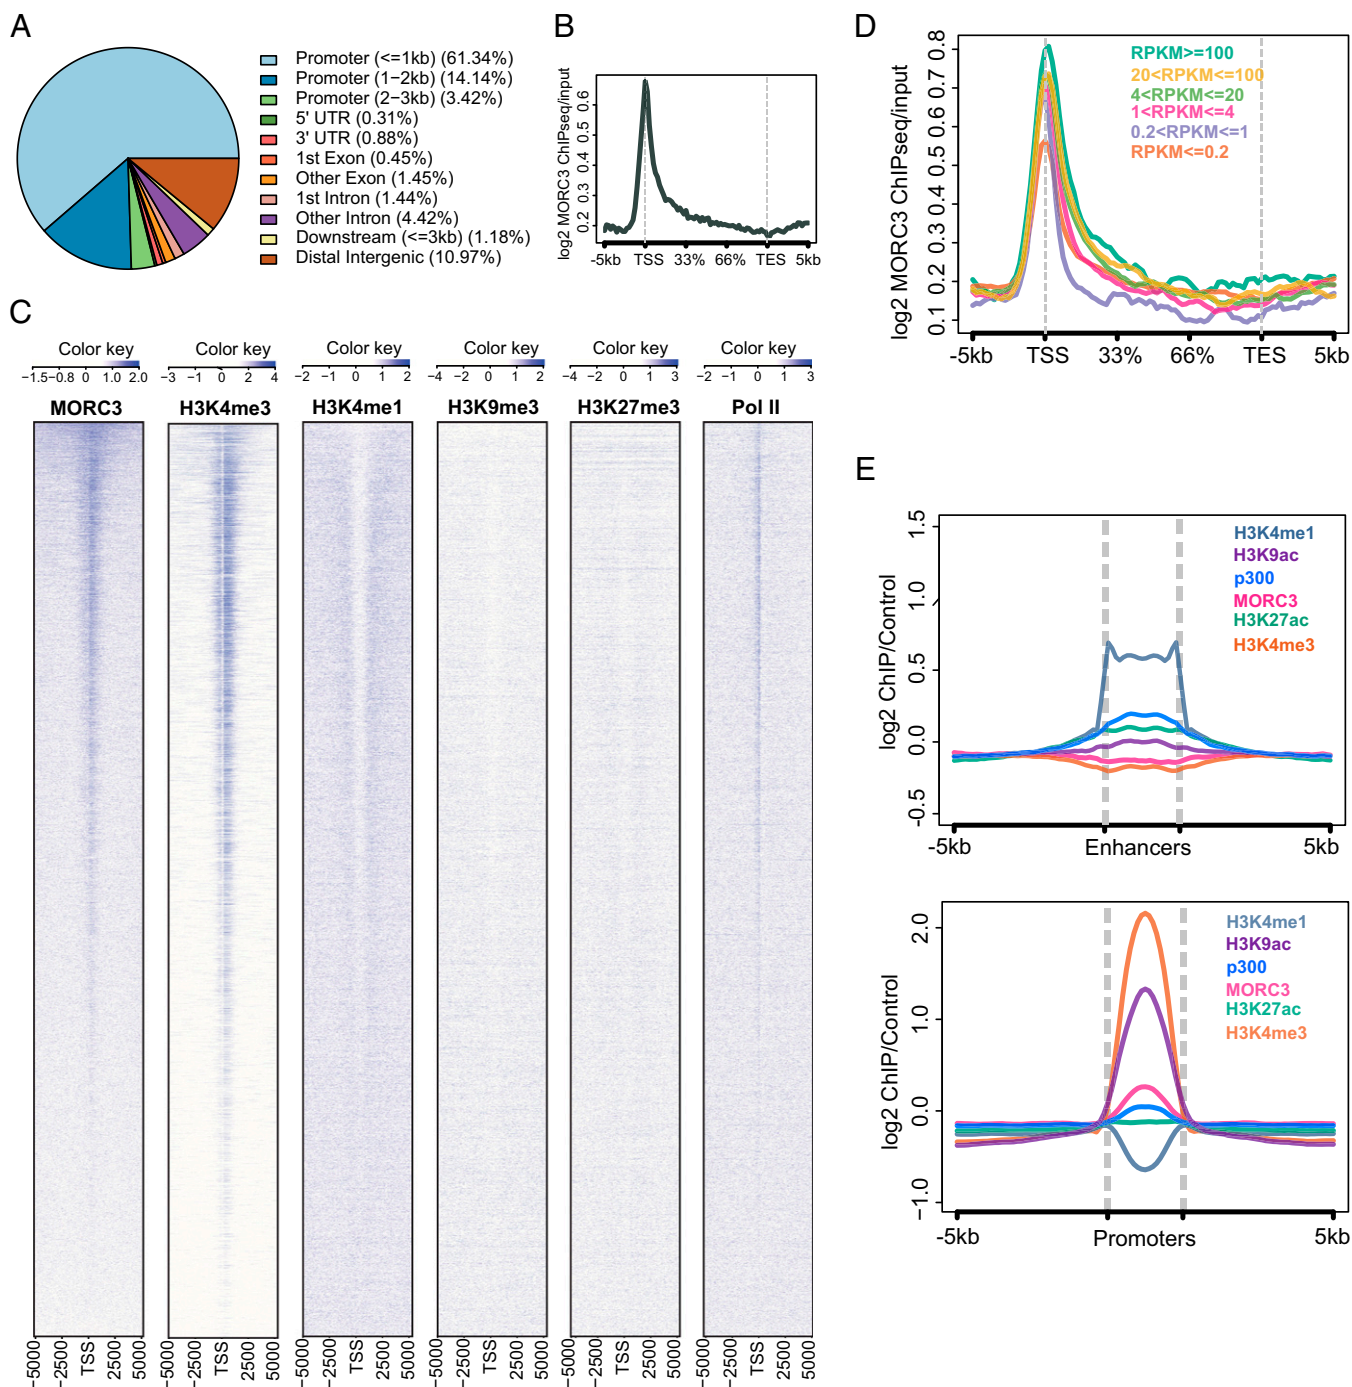 A
Promoter (<=1kb) (61.34%)
Promoter (1−2kb) (14.14%)
Promoter (2−3kb) (3.42%)
5' UTR (0.31%)
3' UTR (0.88%)
1st Exon (0.45%)
Other Exon (1.45%)
1st Intron (1.44%)
Other Intron (4.42%)
Downstream (<=3kb) (1.18%)
Distal Intergenic (10.97%)
B
log2 MORC3 ChIPseq/input
0.6
0.5
0.4
0.3
0.2
-5kb TSS 33% 66% TES 5kb
C
Color key Color key Color key Color key Color key Color key
−1.5−0.8 0 1.0 2.0 −3 −1 0 2 4 −2 −1 0 1 2 −4 −2 0 1 2 −4 −2 0 1 3 −2 −1 0 1 3
MORC3 H3K4me3 H3K4me1 H3K9me3 H3K27me3 Pol II
−5000 −2500 TSS 2500 5000 −5000 −2500 TSS 2500 5000 −5000 −2500 TSS 2500 5000 −5000 −2500 TSS 2500 5000 −5000 −2500 TSS 2500 5000 −5000 −2500 TSS 2500 5000
D
log2 MORC3 ChIPseq/input
0.8
0.7
0.6
0.5
0.4
0.3
0.2
0.1
RPKM>=100
20<RPKM<=100
4<RPKM<=20
1<RPKM<=4
0.2<RPKM<=1
RPKM<=0.2
-5kb TSS 33% 66% TES 5kb
E
log2 ChIP/Control
1.5
1.0
0.5
0.0
−0.5
H3K4me1
H3K9ac
p300
MORC3
H3K27ac
H3K4me3
-5kb Enhancers 5kb
log2 ChIP/Control
2.0
1.0
0.0
−1.0
H3K4me1
H3K9ac
p300
MORC3
H3K27ac
H3K4me3
-5kb Promoters 5kb